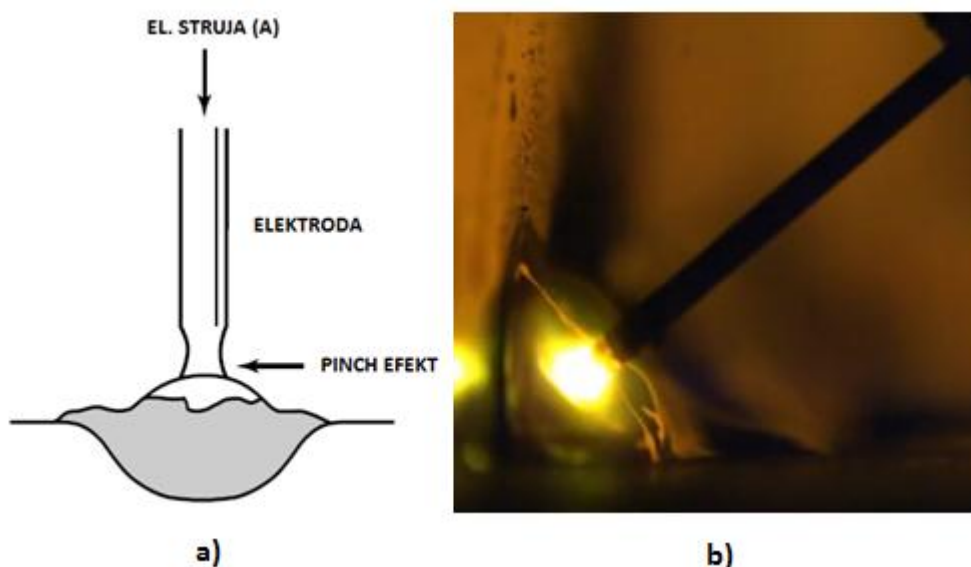 EL. STRUJA (A)
ELEKTRODA
PINCH EFEKT
a)
b)